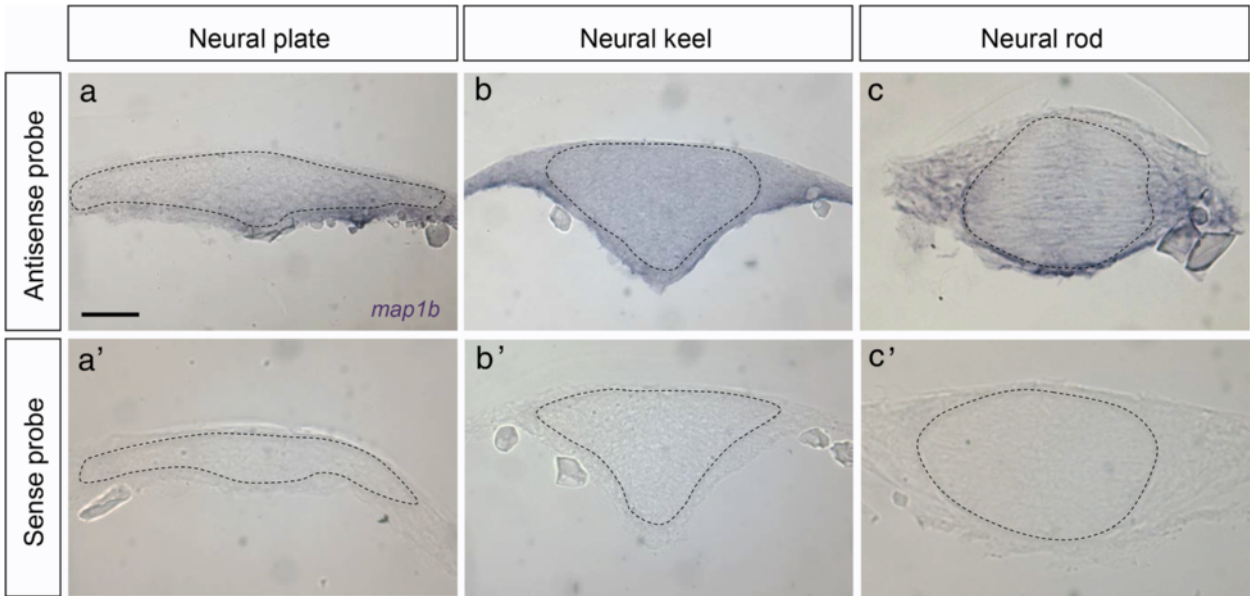 Neural plate
Neural keel
Neural rod
Antisense probe
a
b
c
map1b
Sense probe
a'
b'
c'